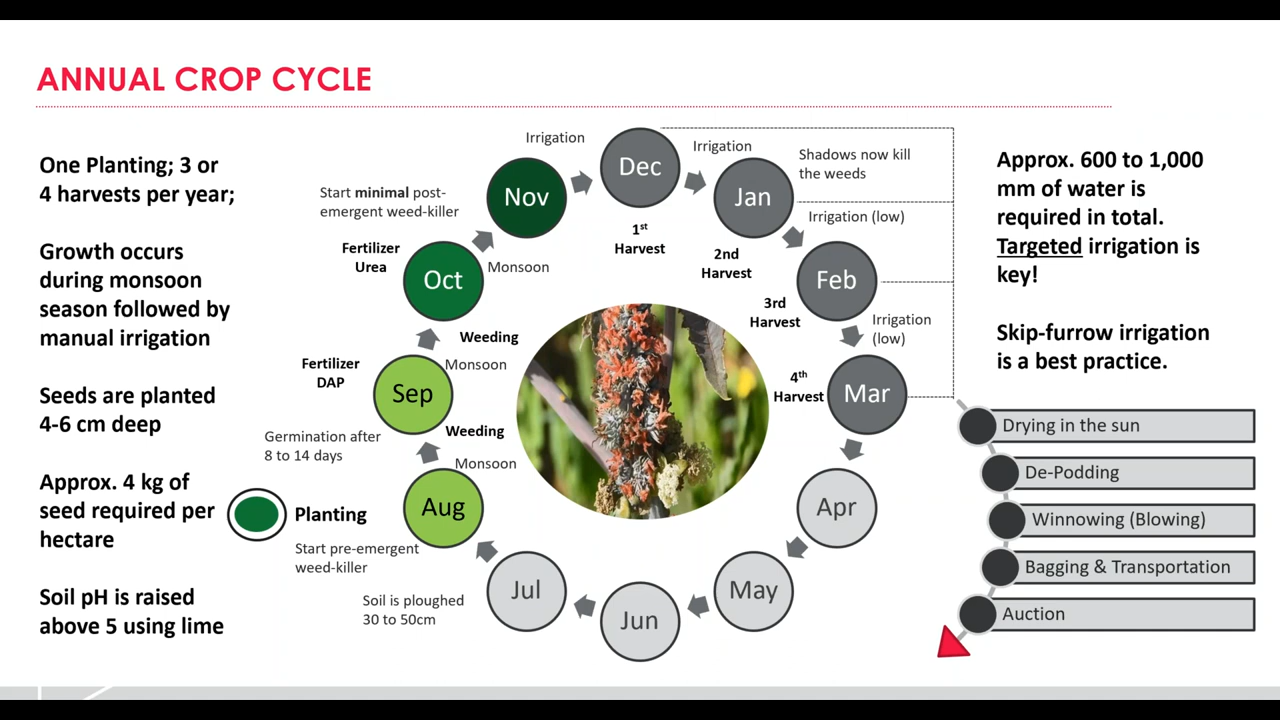 ANNUAL CROP CYCLE
One Planting; 3 or
4 harvests per year;
Growth occurs
during monsoon
season followed by
manual irrigation
Seeds are planted
4-6 cm deep
Approx. 4 kg of
seed required per
hectare
Soil pH is raised
above 5 using lime
Irrigation
Dec
Irrigation
Nov
Jan
Shadows now kill
the weeds
Start minimal post-
emergent weed-killer
Irrigation (low)
1st
Harvest
Fertilizer
Urea
Oct
Monsoon
2nd
Harvest
Feb
3rd
Harvest
Irrigation
(low)
Weeding
Monsoon
Fertilizer
DAP
Sep
4th
Harvest
Mar
Germination after
8 to 14 days
Weeding
Monsoon
Planting
Aug
Apr
Start pre-emergent
weed-killer
Jul
May
Soil is ploughed
30 to 50cm
Jun
Approx. 600 to 1,000
mm of water is
required in total.
Targeted irrigation is
key!
Skip-furrow irrigation
is a best practice.
Drying in the sun
De-Podding
Winnowing (Blowing)
Bagging & Transportation
Auction